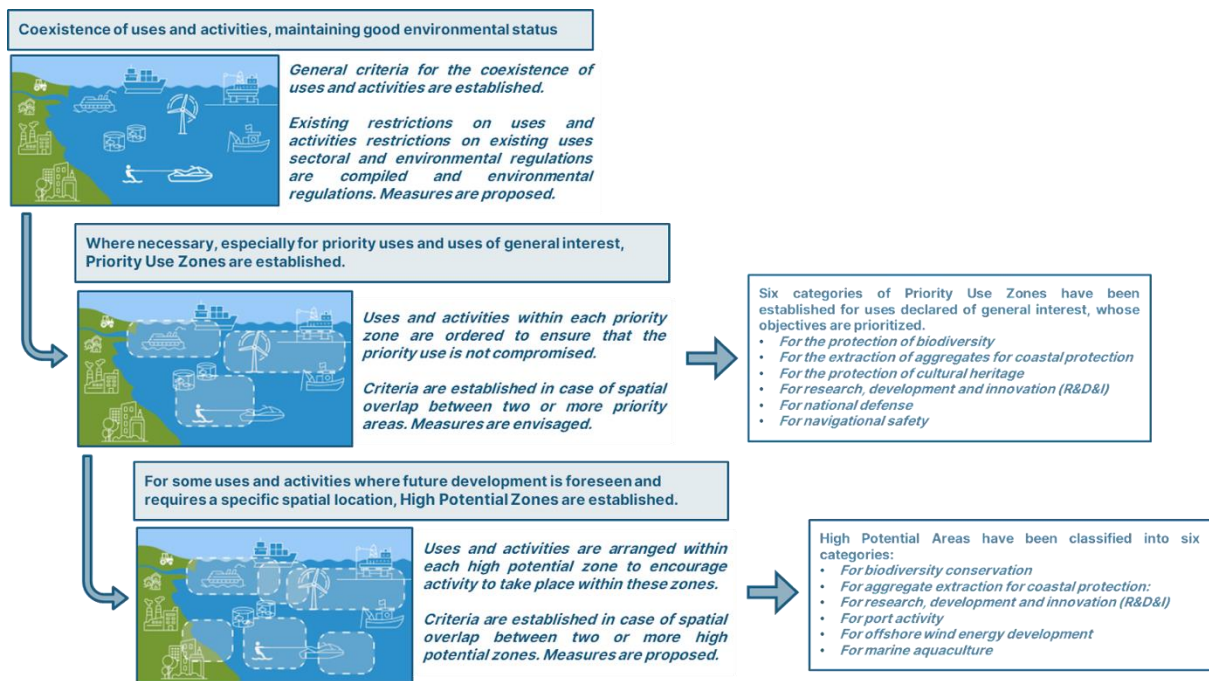 Coexistence of uses and activities, maintaining good environmental status
General criteria for the coexistence of
uses and activities are established.
Existing restrictions on uses and
activities restrictions on existing uses
sectoral and environmental regulations
are compiled and environmental
regulations. Measures are proposed.
Where necessary, especially for priority uses and uses of general interest,
Priority Use Zones are established.
Uses and activities within each priority
zone are ordered to ensure that the
priority use is not compromised.
Criteria are established in case of spatial
overlap between two or more priority
areas. Measures are envisaged.
Six categories of Priority Use Zones have been
established for uses declared of general interest, whose
objectives are prioritized.
• For the protection of biodiversity
• For the extraction of aggregates for coastal protection
• For the protection of cultural heritage
• For research, development and innovation (R&D&I)
• For national defense
• For navigational safety
For some uses and activities where future development is foreseen and
requires a specific spatial location, High Potential Zones are established.
Uses and activities are arranged within
each high potential zone to encourage
activity to take place within these zones.
Criteria are established in case of spatial
overlap between two or more high
potential zones. Measures are proposed.
High Potential Areas have been classified into six
categories:
• For biodiversity conservation
• For aggregate extraction for coastal protection:
• For research, development and innovation (R&D&I)
• For port activity
• For offshore wind energy development
• For marine aquaculture